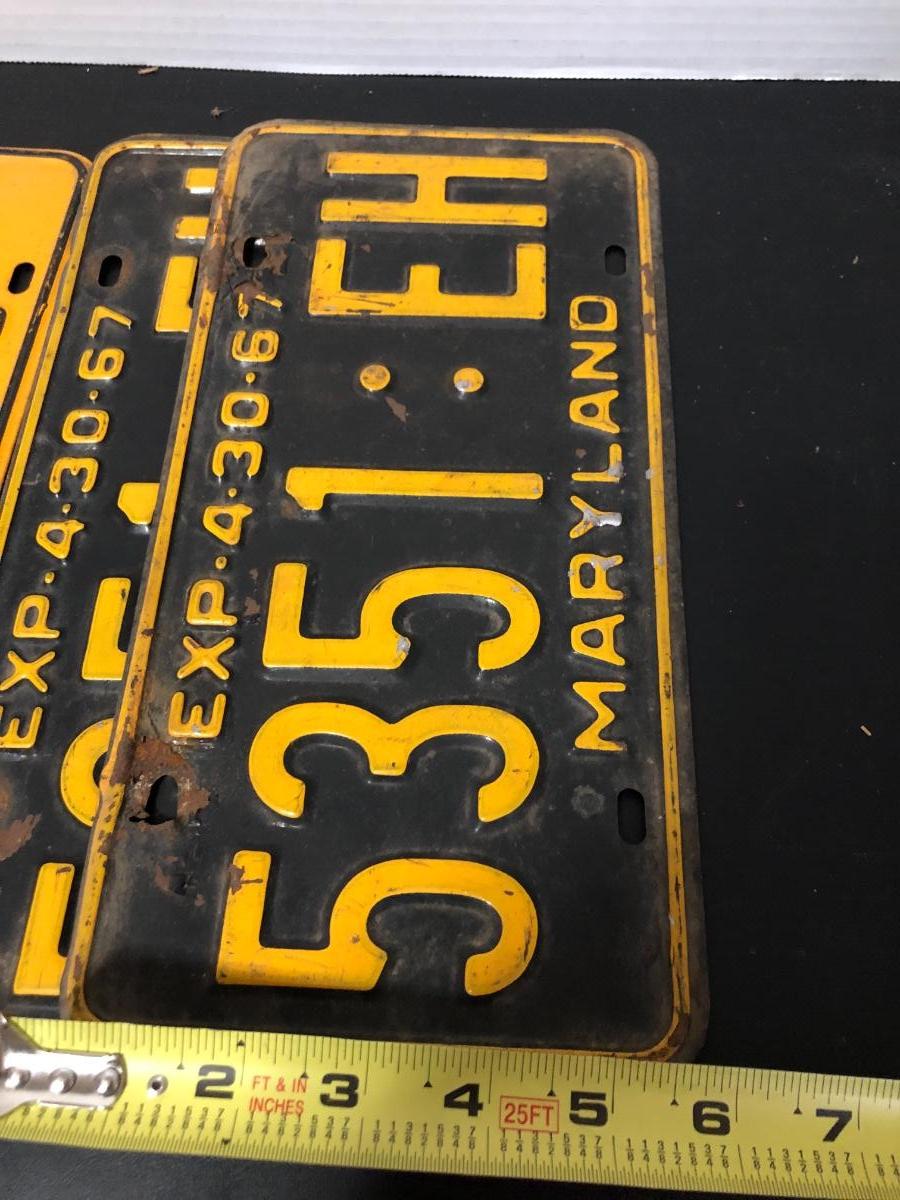 EXP·4·30·67
5351:EH
MARYLAND
EXP·4·30·67
2 FT & IN INCHES 3 4 25FT 5 6 7